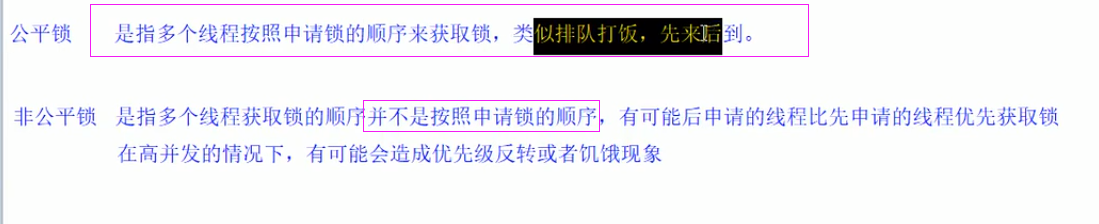 公平锁 是指多个线程按照申请锁的顺序来获取锁，类似排队打饭，先来后到。
非公平锁 是指多个线程获取锁的顺序并不是按照申请锁的顺序，有可能后申请的线程比先申请的线程优先获取锁
在高并发的情况下，有可能会造成优先级反转或者饥饿现象